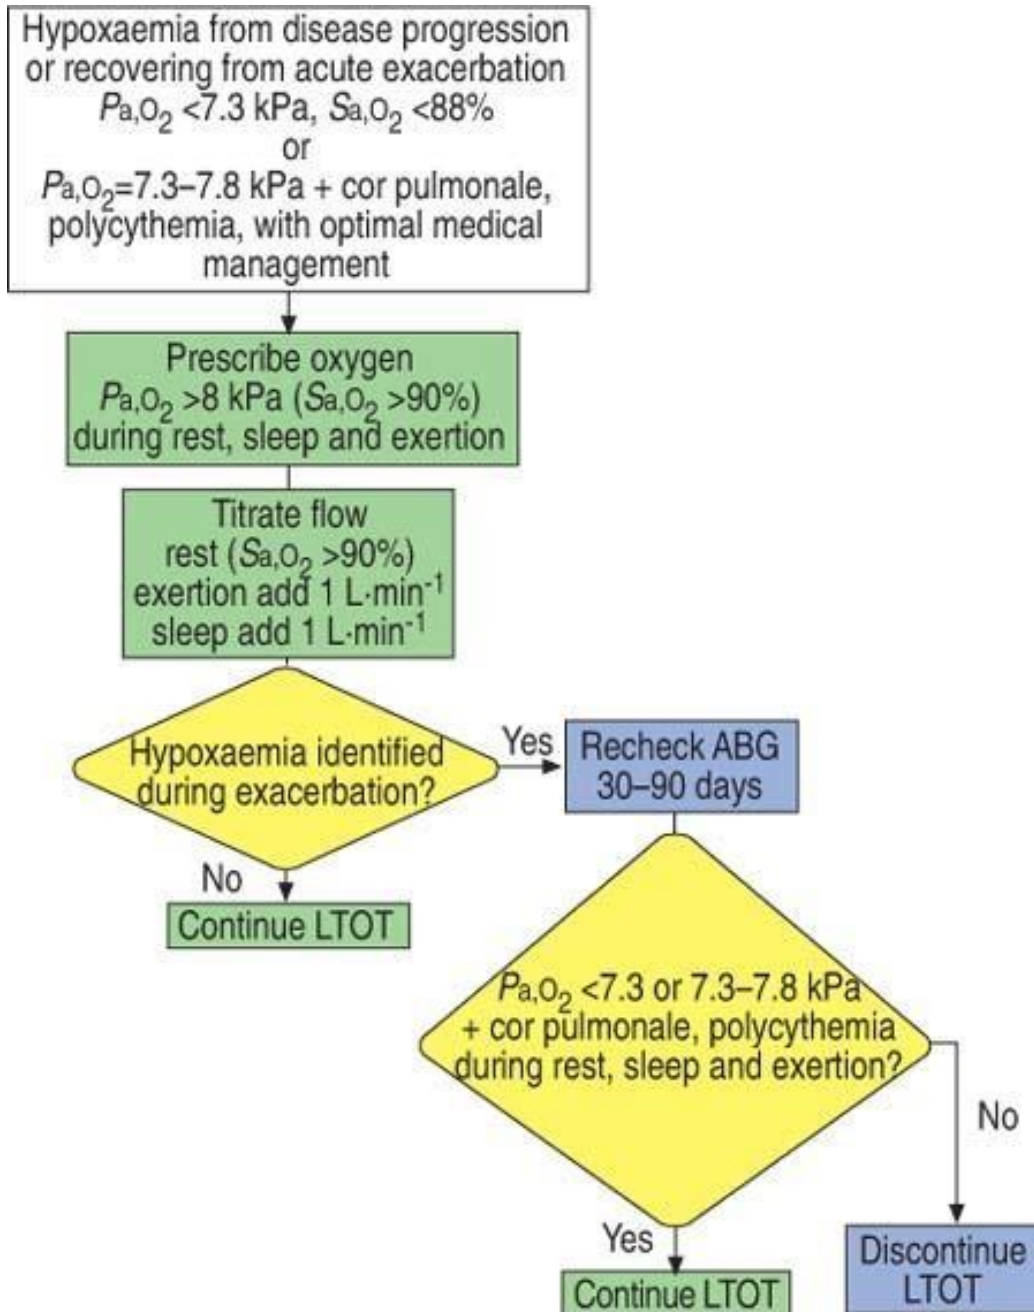 Hypoxaemia from disease progression
or recovering from acute exacerbation
Pa,O₂ <7.3 kPa, Sa,O₂ <88%
or
Pa,O₂=7.3–7.8 kPa + cor pulmonale,
polycythemia, with optimal medical
management
Prescribe oxygen
Pa,O₂ >8 kPa (Sa,O₂ >90%)
during rest, sleep and exertion
Titrate flow
rest (Sa,O₂ >90%)
exertion add 1 L·min⁻¹
sleep add 1 L·min⁻¹
Hypoxaemia identified
during exacerbation?
Yes
Recheck ABG
30–90 days
No
Continue LTOT
Pa,O₂ <7.3 or 7.3–7.8 kPa
+ cor pulmonale, polycythemia
during rest, sleep and exertion?
No
Yes
Continue LTOT
Discontinue
LTOT